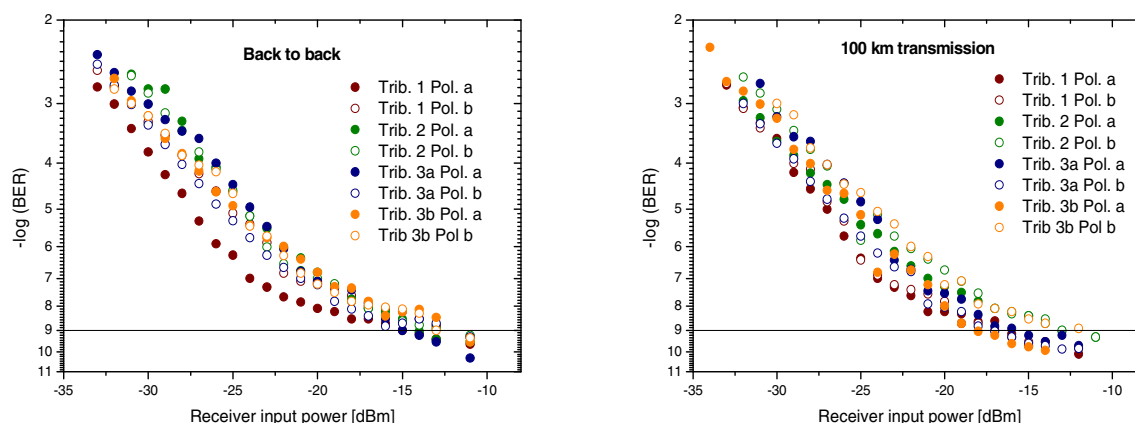 Back to back
-log (BER)
2
3
4
5
6
7
8
9
10
11
Trib. 1 Pol. a
Trib. 1 Pol. b
Trib. 2 Pol. a
Trib. 2 Pol. b
Trib. 3a Pol. a
Trib. 3a Pol. b
Trib. 3b Pol. a
Trib 3b Pol b
-35 -30 -25 -20 -15 -10
Receiver input power [dBm]
100 km transmission
-log (BER)
2
3
4
5
6
7
8
9
10
11
Trib. 1 Pol. a
Trib. 1 Pol. b
Trib. 2 Pol. a
Trib. 2 Pol. b
Trib. 3a Pol. a
Trib. 3a Pol. b
Trib. 3b Pol. a
Trib 3b Pol b
-35 -30 -25 -20 -15 -10
Receiver input power [dBm]